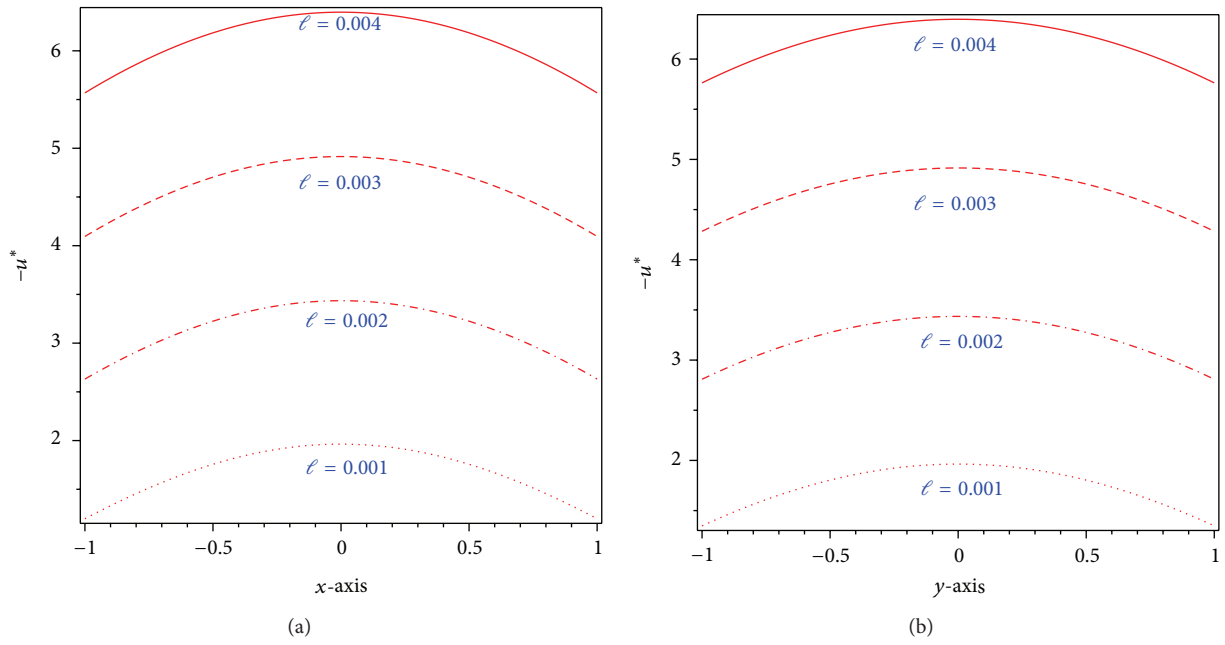 6
5
4
3
2
−u*
ℓ = 0.004
ℓ = 0.003
ℓ = 0.002
ℓ = 0.001
−1
−0.5
0
0.5
1
x-axis
(a)
6
5
4
3
2
−u*
ℓ = 0.004
ℓ = 0.003
ℓ = 0.002
ℓ = 0.001
−1
−0.5
0
0.5
1
y-axis
(b)